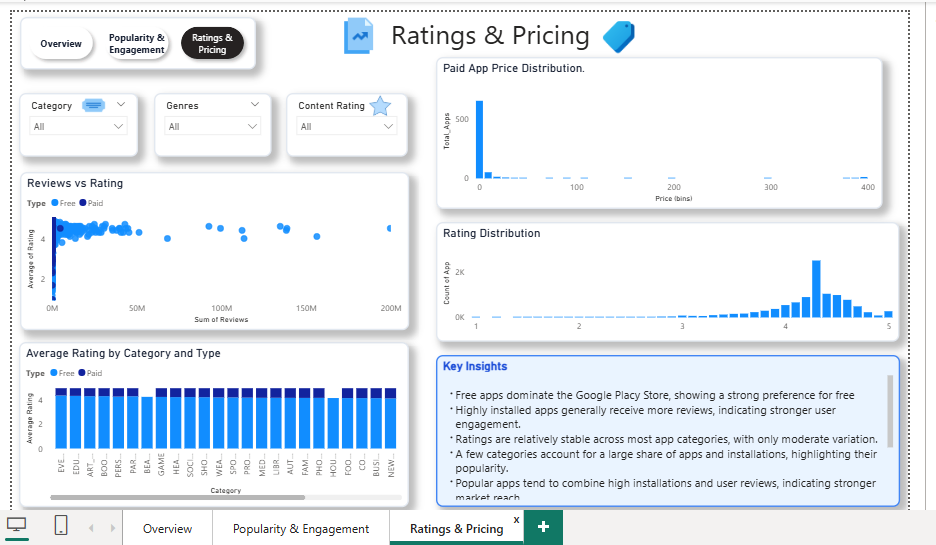 Overview
Popularity &
Engagement
Ratings &
Pricing
Ratings & Pricing
Category
All
Genres
All
Content Rating
All
Reviews vs Rating
Type Free Paid
Average of Rating
4
2
0M 50M 100M 150M 200M
Sum of Reviews
Average Rating by Category and Type
Type Free Paid
Average Rating
4
2
0
EVE... EDU... ART_... BOO... PERS... PAR... BEA... GAME HEA... SOCI... SHO... WEA... SPO... PRO... MED... LIBR... AUT... FAM... PHO... HOU... FOO... CO... BUSI... NEW...
Category
Paid App Price Distribution.
Total_Apps
500
0
0 100 200 300 400
Price (bins)
Rating Distribution
Count of App
2K
0K
1 2 3 4 5
Key Insights
• Free apps dominate the Google Placy Store, showing a strong preference for free
• Highly installed apps generally receive more reviews, indicating stronger user
engagement.
• Ratings are relatively stable across most app categories, with only moderate variation.
• A few categories account for a large share of apps and installations, highlighting their
popularity.
• Popular apps tend to combine high installations and user reviews, indicating stronger
market reach
Overview
Popularity & Engagement
Ratings & Pricing
x
+